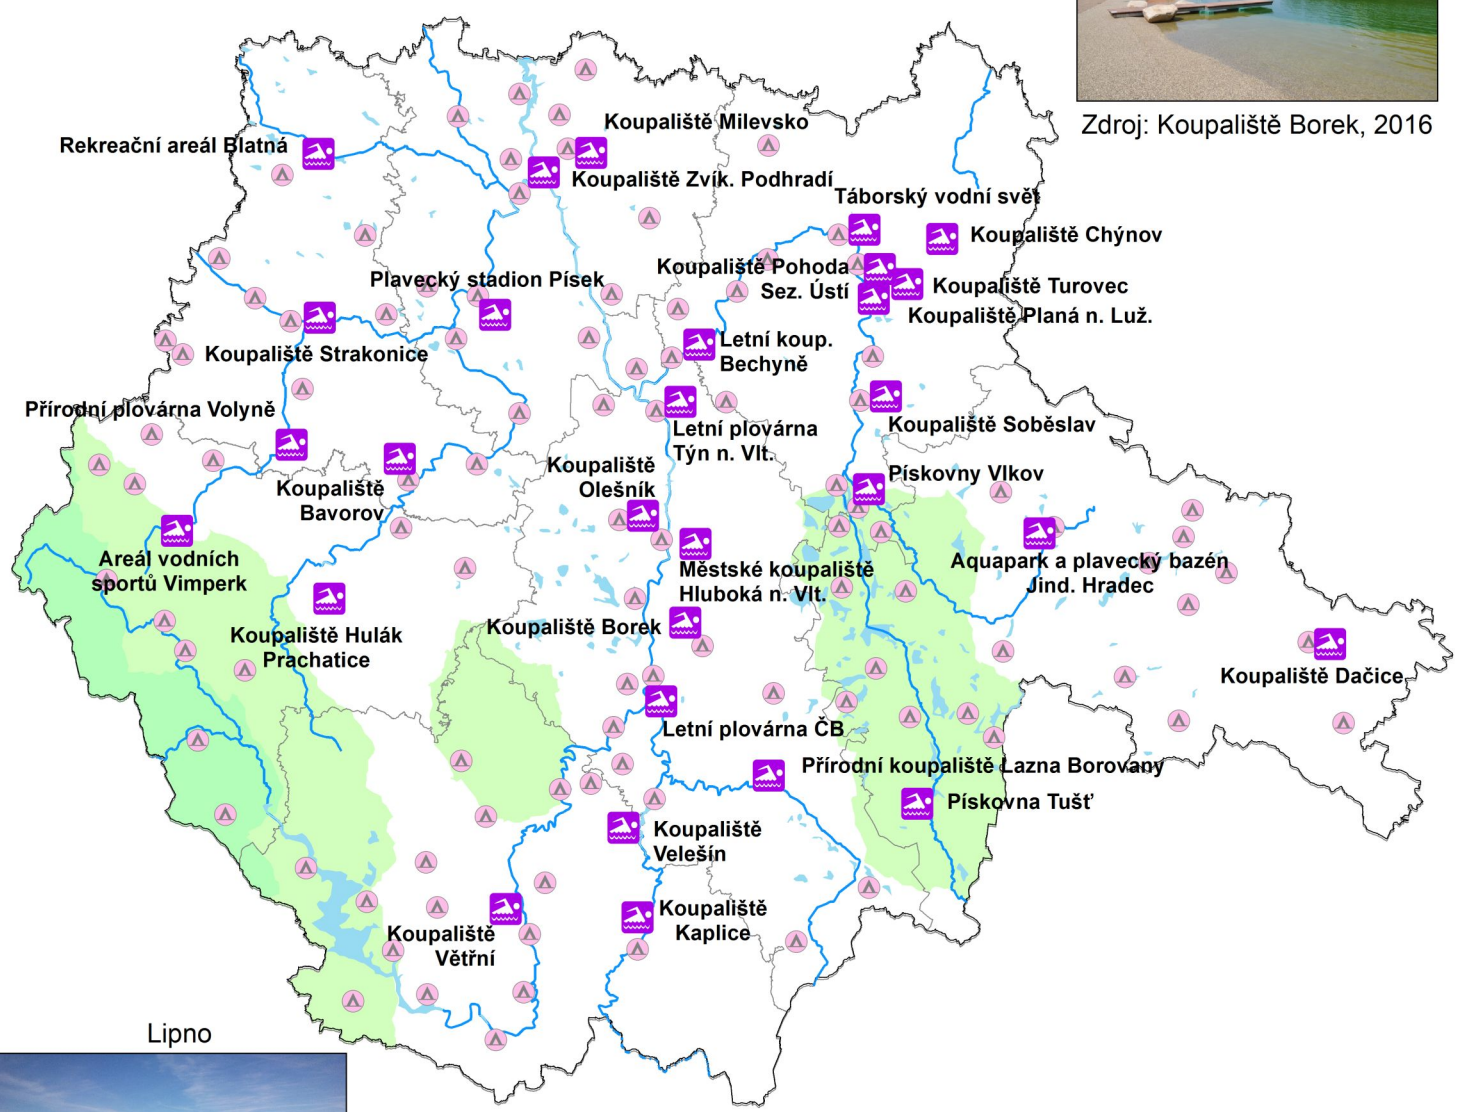 Zdroj: Koupaliště Borek, 2016
Koupaliště Milevsko
Rekreační areál Blatná
Koupaliště Zvík. Podhradí
Táborský vodní svět
Koupaliště Chýnov
Koupaliště Pohoda
Sez. Ústí
Plavecký stadion Písek
Koupaliště Turovec
Koupaliště Planá n. Luž.
Letní koup.
Bechyně
Koupaliště Strakonice
Přírodní plovárna Volyně
Letní plovárna
Týn n. Vlt.
Koupaliště Soběslav
Koupaliště
Olešník
Pískovny Vlkov
Koupaliště
Bavorov
Areál vodních
sportů Vimperk
Aquapark a plavecký bazén
Jind. Hradec
Městské koupaliště
Hluboká n. Vlt.
Koupaliště Borek
Koupaliště Hulák
Prachatice
Koupaliště Dačice
Letní plovárna ČB
Přírodní koupaliště Lazna Borovany
Pískovna Tušť
Koupaliště
Velešín
Koupaliště
Kaplice
Koupaliště
Větřní
Lipno